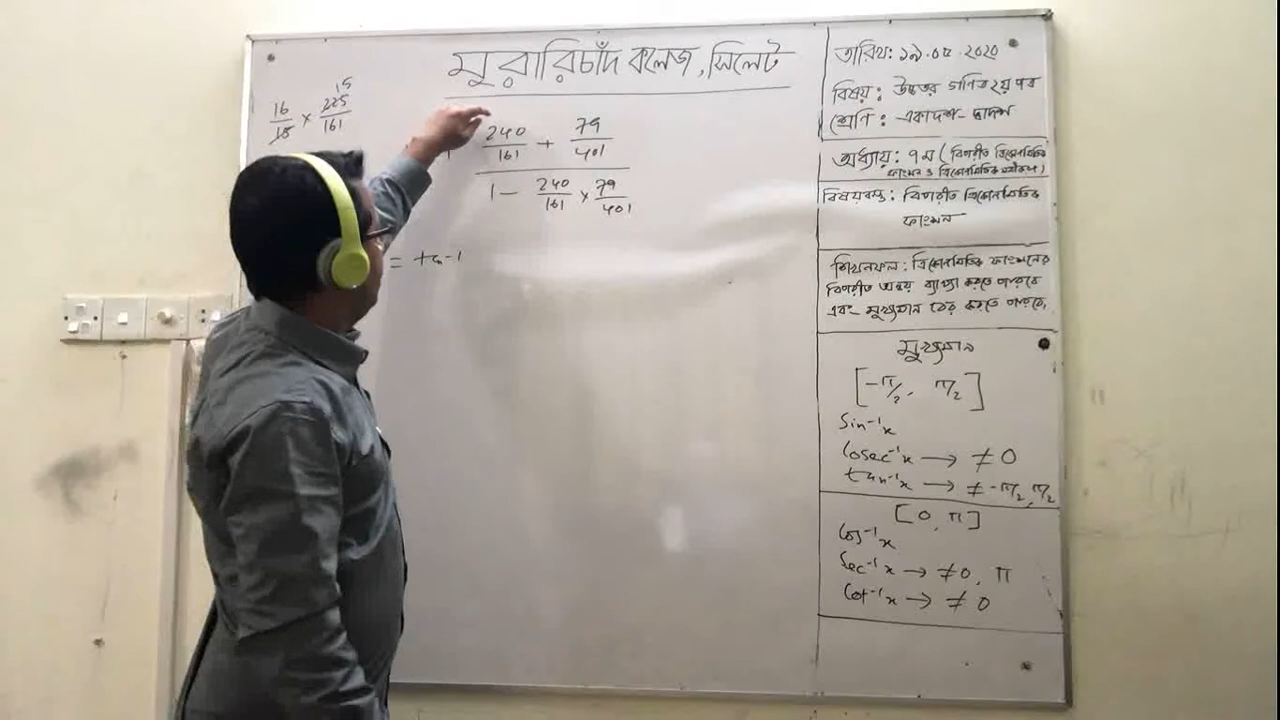 মুরারিচাঁদ কলেজ, সিলেট
16/15 × 225/161
15
240/161 + 79/401
1 - 240/161 × 79/401
= tan-1
তারিখ: ১৯.০৫.২০২০
বিষয়: উচ্চতর গণিত ২য় পত্র
শ্রেণি: একাদশ-দ্বাদশ
অধ্যায়: ৭ম (বিপরীত ত্রিকোণমিতিক
ফাংশন ও ত্রিকোণমিতিক সমীকরণ)
বিষয়বস্তু: বিপরীত ত্রিকোণমিতিক
ফাংশন
শিখনফল: ত্রিকোণমিতিক ফাংশনের
বিপরীত অন্বয় ব্যাখ্যা করতে পারবে
এবং মুখ্যমান বের করতে পারবে,
মুখ্যমান
[-π/2, π/2]
Sin⁻¹x
Cosec⁻¹x → ≠ 0
tan⁻¹x → ≠ -π/2, π/2
[0, π]
Cos⁻¹x
Sec⁻¹x → ≠ 0, π
Cot⁻¹x → ≠ 0